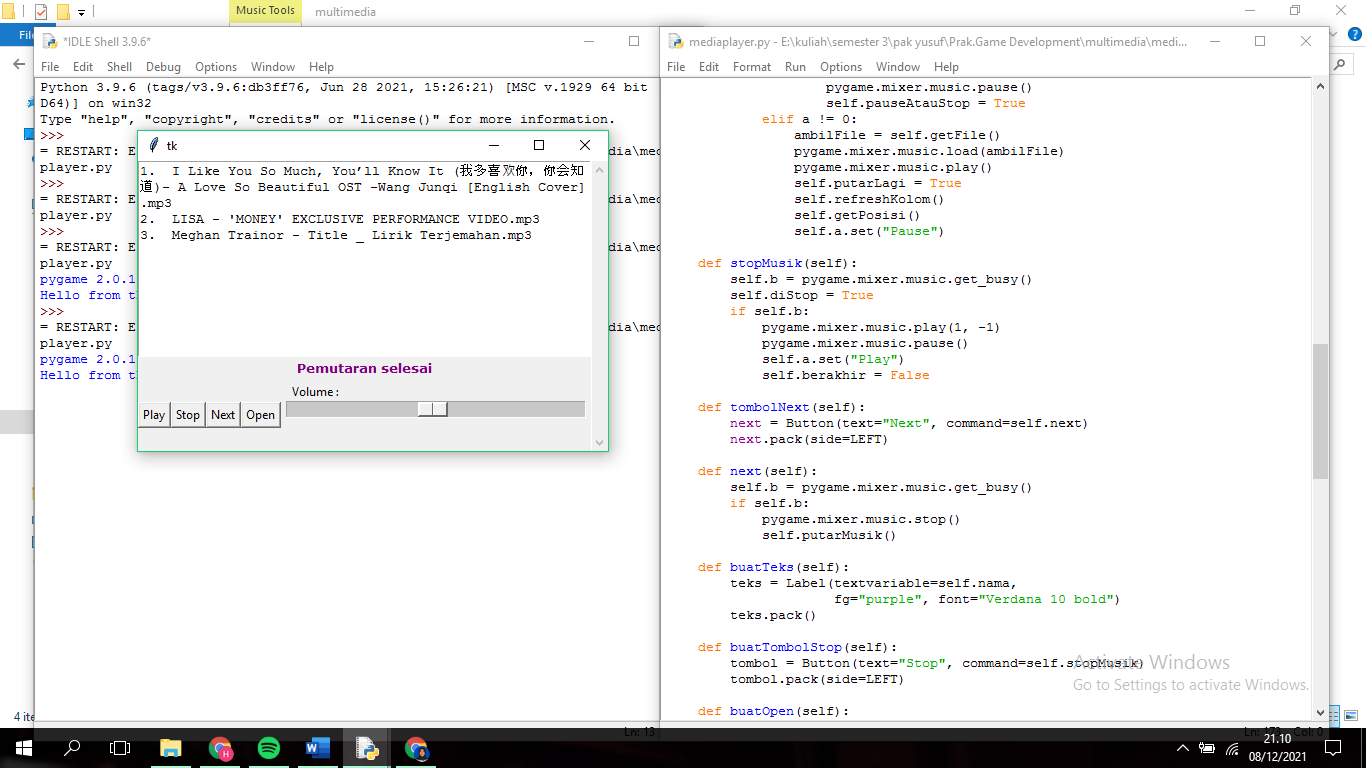 Music Tools
multimedia
Fil
*IDLE Shell 3.9.6*
File Edit Shell Debug Options Window Help
Python 3.9.6 (tags/v3.9.6:db3ff76, Jun 28 2021, 15:26:21) [MSC v.1929 64 bit
D64)] on win32
Type "help", "copyright", "credits" or "license()" for more information.
>>>
= RESTART: E
dia\med
player.py
>>>
= RESTART: E
dia\med
player.py
>>>
= RESTART: E
dia\med
player.py
pygame 2.0.1
Hello from t
>>>
= RESTART: E
dia\med
player.py
pygame 2.0.1
Hello from t
Ln: 13
4 ite
tk
1. I Like You So Much, You’ll Know It (我多喜欢你，你会知
道)- A Love So Beautiful OST -Wang Junqi [English Cover]
.mp3
2. LISA - 'MONEY' EXCLUSIVE PERFORMANCE VIDEO.mp3
3. Meghan Trainor - Title _ Lirik Terjemahan.mp3
Pemutaran selesai
Volume:
Play Stop Next Open
mediaplayer.py - E:\kuliah\semester 3\pak yusuf\Prak.Game Development\multimedia\medi...
File Edit Format Run Options Window Help
pygame.mixer.music.pause()
self.pauseAtauStop = True
elif a != 0:
ambilFile = self.getFile()
pygame.mixer.music.load(ambilFile)
pygame.mixer.music.play()
self.putarLagi = True
self.refreshKolom()
self.getPosisi()
self.a.set("Pause")
def stopMusik(self):
self.b = pygame.mixer.music.get_busy()
self.diStop = True
if self.b:
pygame.mixer.music.play(1, -1)
pygame.mixer.music.pause()
self.a.set("Play")
self.berakhir = False
def tombolNext(self):
next = Button(text="Next", command=self.next)
next.pack(side=LEFT)
def next(self):
self.b = pygame.mixer.music.get_busy()
if self.b:
pygame.mixer.music.stop()
self.putarMusik()
def buatTeks(self):
teks = Label(textvariable=self.nama,
fg="purple", font="Verdana 10 bold")
teks.pack()
def buatTombolStop(self):
tombol = Button(text="Stop", command=self.stopMusik)
tombol.pack(side=LEFT)
def buatOpen(self):
Activate Windows
Go to Settings to activate Windows.
Col: 0
21.10
08/12/2021